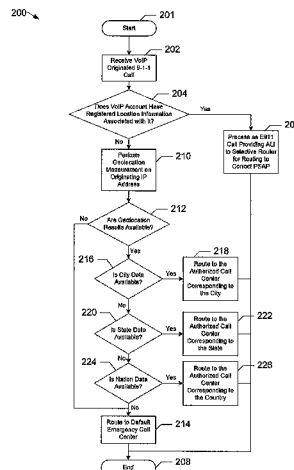 200
201
Start
202
Receive VoIP
Originated 9-1-1
Call
204
Does VoIP Account Have
Registered Location Information
Associated with It?
Yes
20
Process as E911
Call Providing ALI
to Selective Router
for Routing to
Correct PSAP
No
210
Perform
Geolocation
Measurement on
Originating IP
Address
212
Are Geolocation
Results Available?
No
Yes
216
Is City Data
Available?
Yes
218
Route to the
Authorized Call
Center
Corresponding to
the City
No
220
Is State Data
Available?
Yes
222
Route to the
Authorized Call
Center
Corresponding to
the State
No
224
Is Nation Data
Available?
Yes
226
Route to the
Authorized Call
Center
Corresponding to
the Country
No
Route to Default
Emergency Call
Center
214
End
208